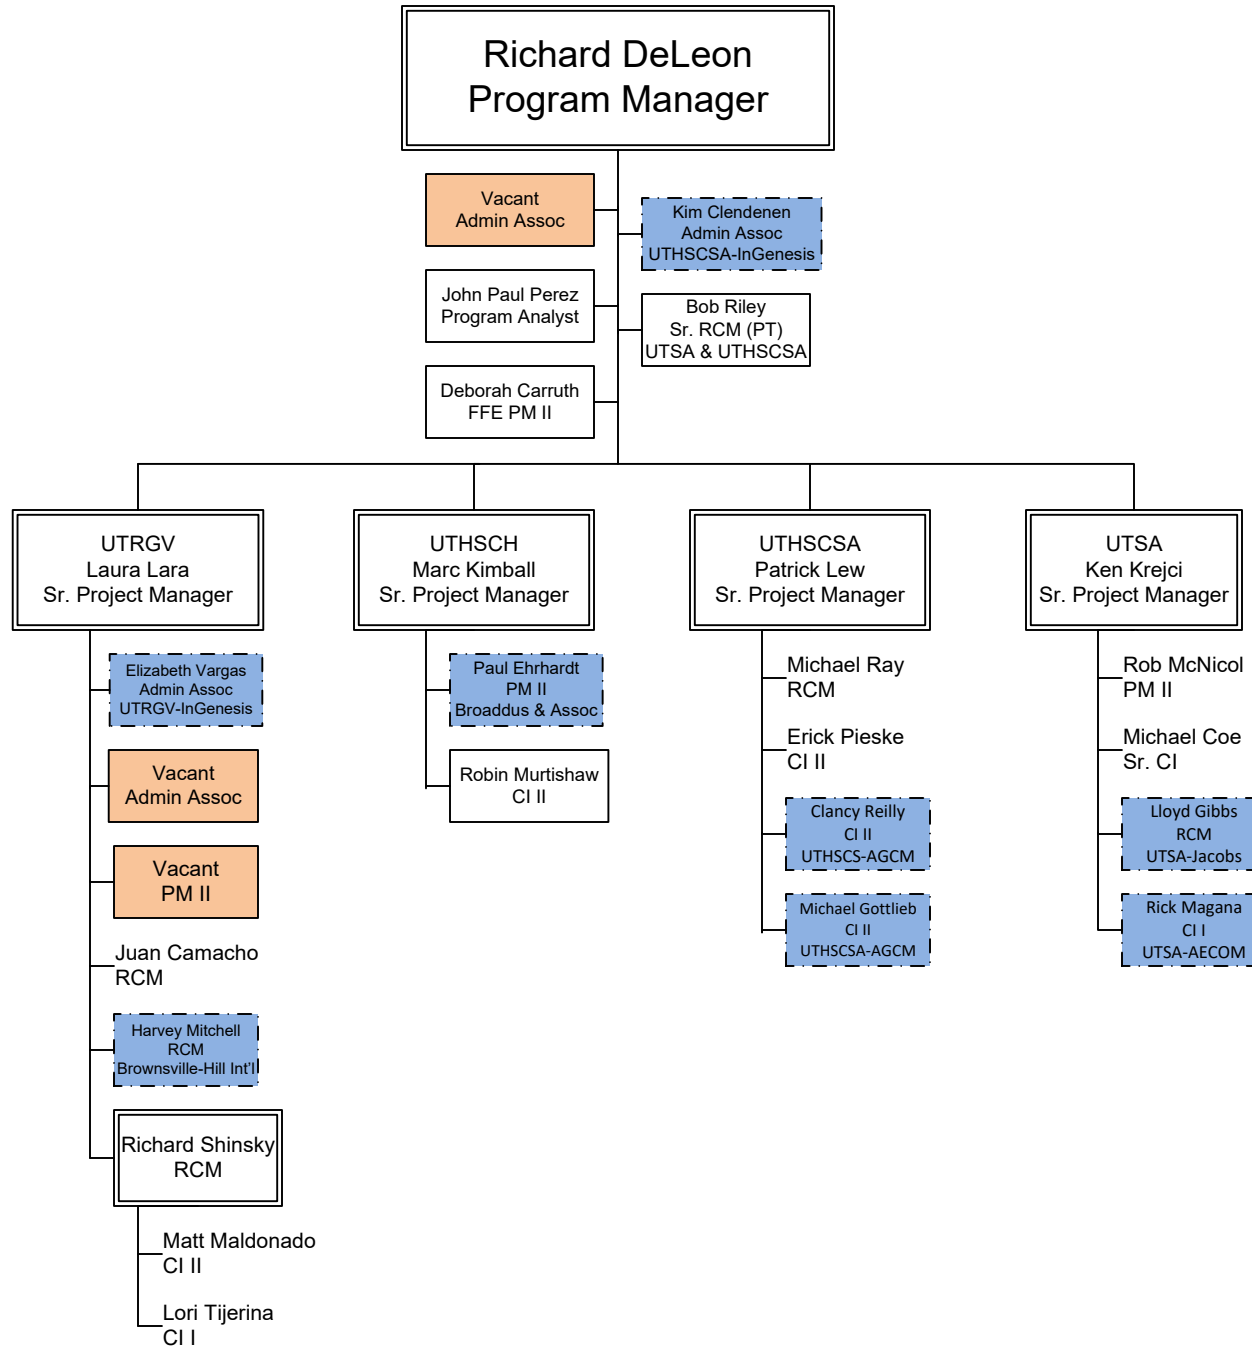 Richard DeLeon
Program Manager
Vacant
Admin Assoc
Kim Clendenen
Admin Assoc
UTHSCSA-InGenesis
John Paul Perez
Program Analyst
Bob Riley
Sr. RCM (PT)
UTSA & UTHSCSA
Deborah Carruth
FFE PM II
UTRGV
Laura Lara
Sr. Project Manager
Elizabeth Vargas
Admin Assoc
UTRGV-InGenesis
Vacant
Admin Assoc
Vacant
PM II
Juan Camacho
RCM
Harvey Mitchell
RCM
Brownsville-Hill Int'l
Richard Shinsky
RCM
Matt Maldonado
CI II
Lori Tijerina
CI I
UTHSCH
Marc Kimball
Sr. Project Manager
Paul Ehrhardt
PM II
Broaddus & Assoc
Robin Murtishaw
CI II
UTHSCSA
Patrick Lew
Sr. Project Manager
Michael Ray
RCM
Erick Pieske
CI II
Clancy Reilly
CI II
UTHSCS-AGCM
Michael Gottlieb
CI II
UTHSCSA-AGCM
UTSA
Ken Krejci
Sr. Project Manager
Rob McNicol
PM II
Michael Coe
Sr. CI
Lloyd Gibbs
RCM
UTSA-Jacobs
Rick Magana
CI I
UTSA-AECOM